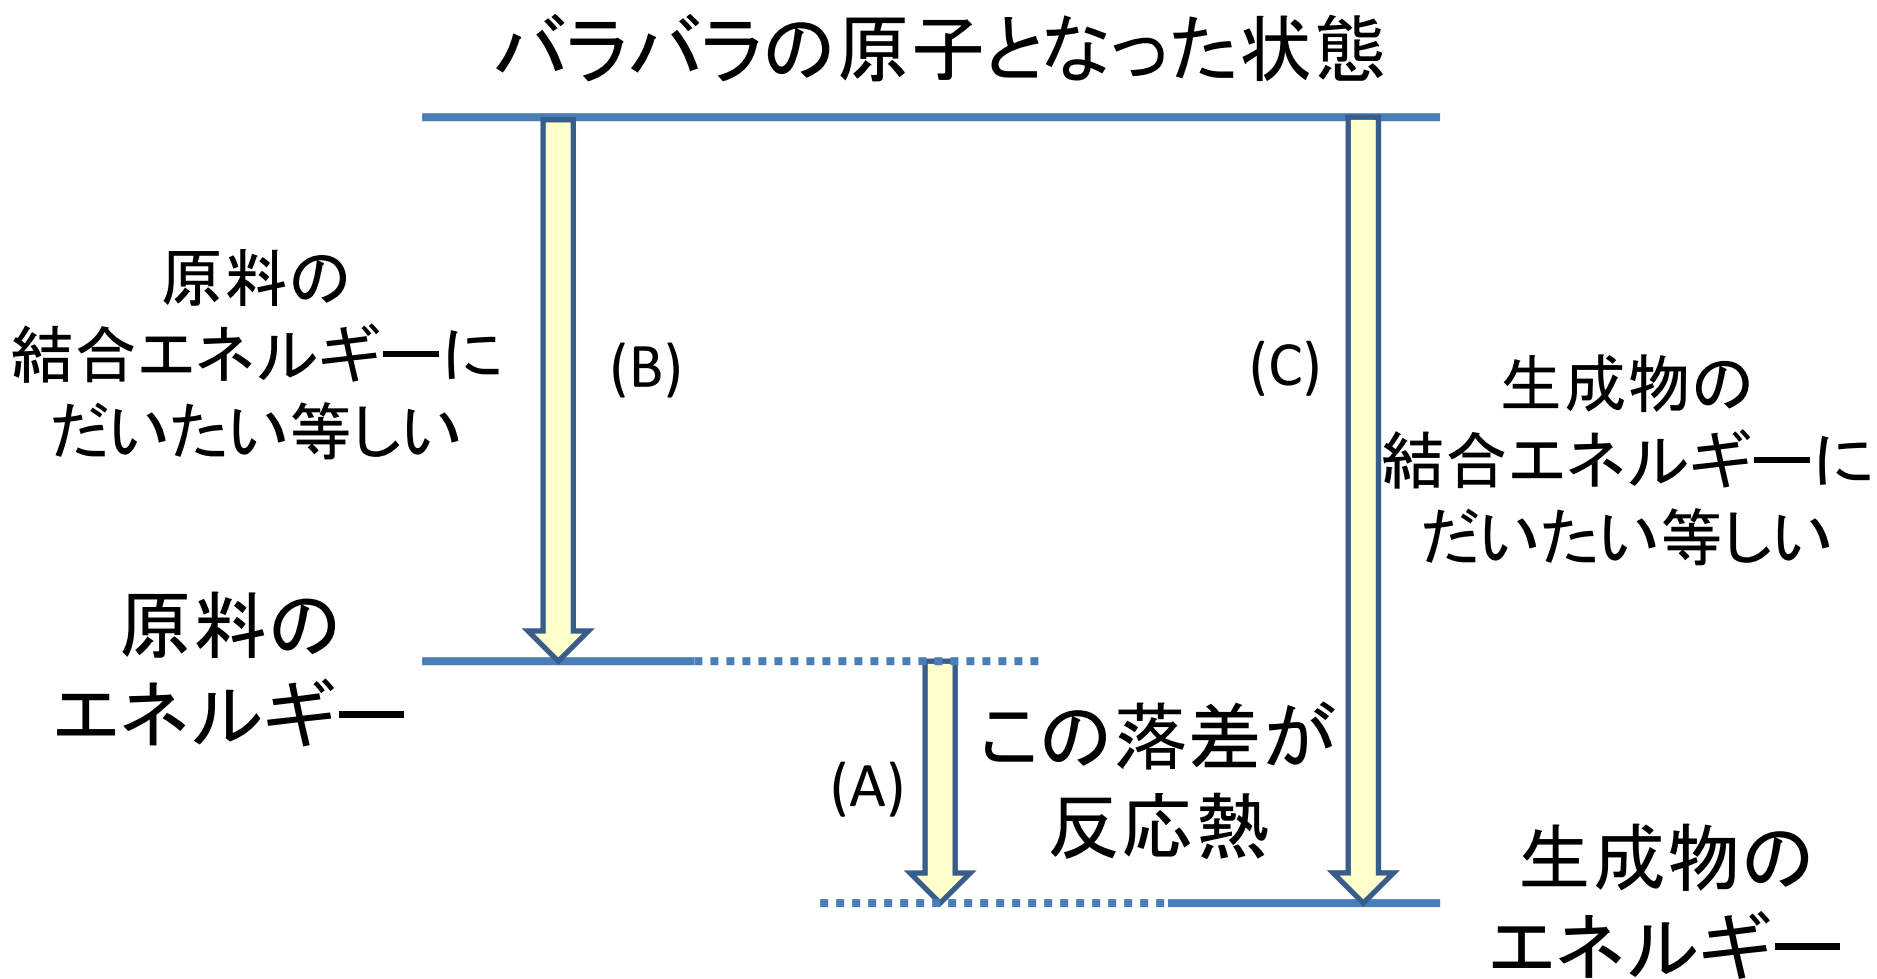 バラバラの原子となった状態
原料の
結合エネルギーに
だいたい等しい
(B)
(C)
生成物の
結合エネルギーに
だいたい等しい
原料の
エネルギー
(A)
この落差が
反応熱
生成物の
エネルギー